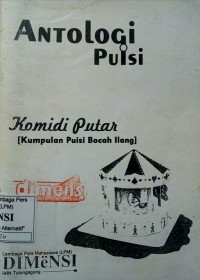 ANTOLOGI
PUISI
Komidi Putar
[Kumpulan Puisi Bocah Ilang]
dimensi
Lembaga Pers
(LPM)
NSI
Alternatif"
Lembaga Pers Mahasiswa (LPM)
DIMëNSI
IAIN Tulungagung